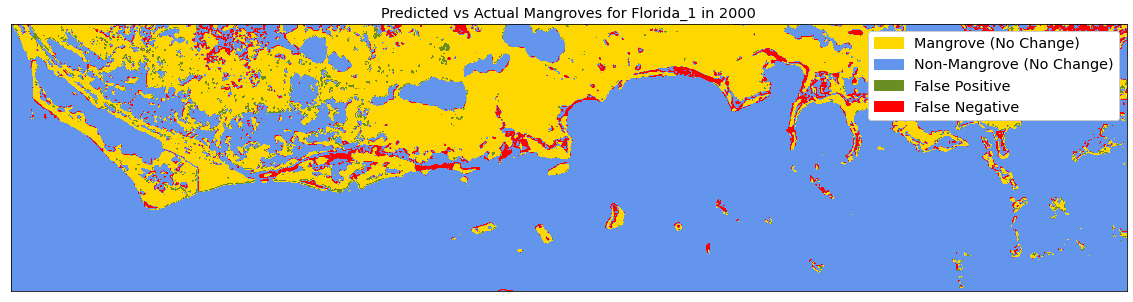 Predicted vs Actual Mangroves for Florida_1 in 2000
Mangrove (No Change)
Non-Mangrove (No Change)
False Positive
False Negative